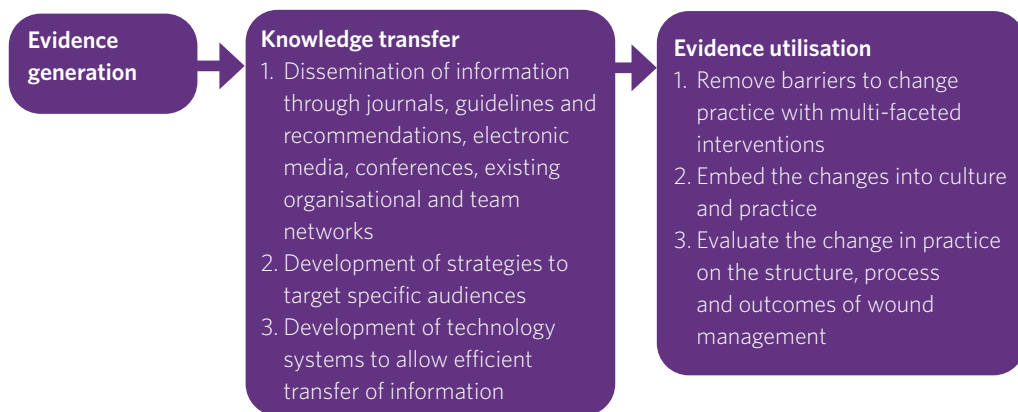 Evidence
generation
Knowledge transfer
1. Dissemination of information
through journals, guidelines and
recommendations, electronic
media, conferences, existing
organisational and team
networks
2. Development of strategies to
target specific audiences
3. Development of technology
systems to allow efficient
transfer of information
Evidence utilisation
1. Remove barriers to change
practice with multi-faceted
interventions
2. Embed the changes into culture
and practice
3. Evaluate the change in practice
on the structure, process
and outcomes of wound
management